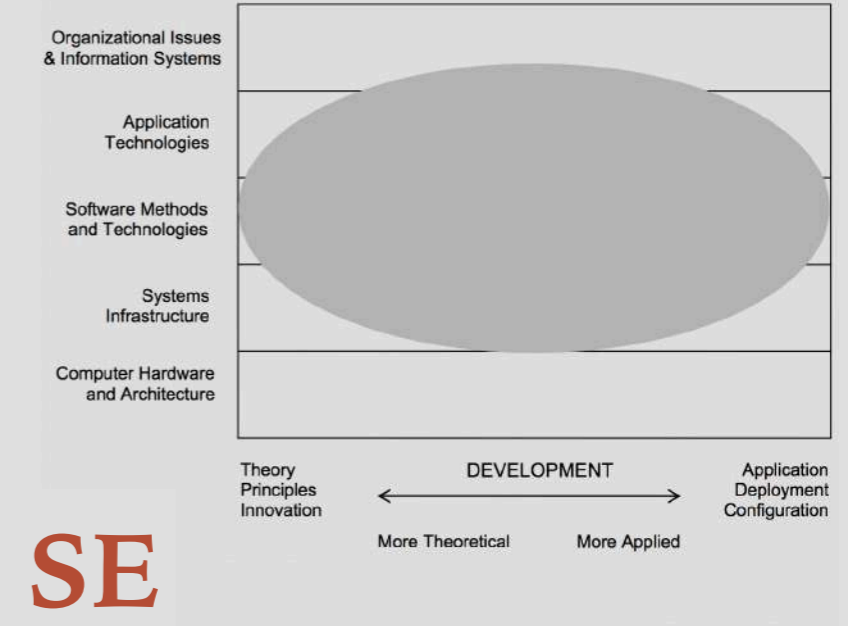 Organizational Issues
& Information Systems
Application
Technologies
Software Methods
and Technologies
Systems
Infrastructure
Computer Hardware
and Architecture
Theory
Principles
Innovation
DEVELOPMENT
Application
Deployment
Configuration
More Theoretical
More Applied
SE